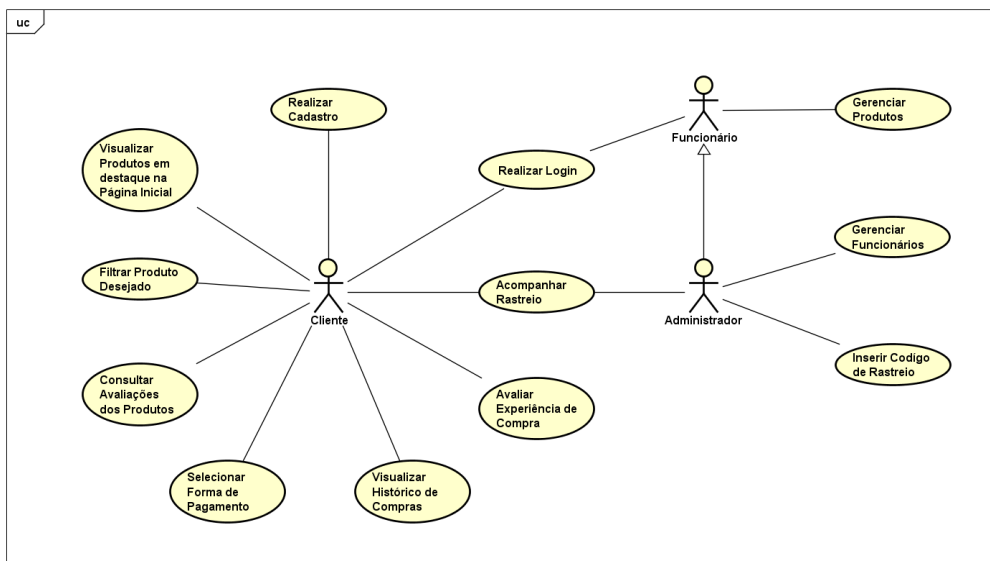 uc
Realizar
Cadastro
Funcionário
Gerenciar
Produtos
Visualizar
Produtos em
destaque na
Página Inicial
Realizar Login
Gerenciar
Funcionários
Filtrar Produto
Desejado
Cliente
Acompanhar
Rastreio
Administrador
Inserir Codigo
de Rastreio
Consultar
Avaliações
dos Produtos
Avaliar
Experiência de
Compra
Selecionar
Forma de
Pagamento
Visualizar
Histórico de
Compras